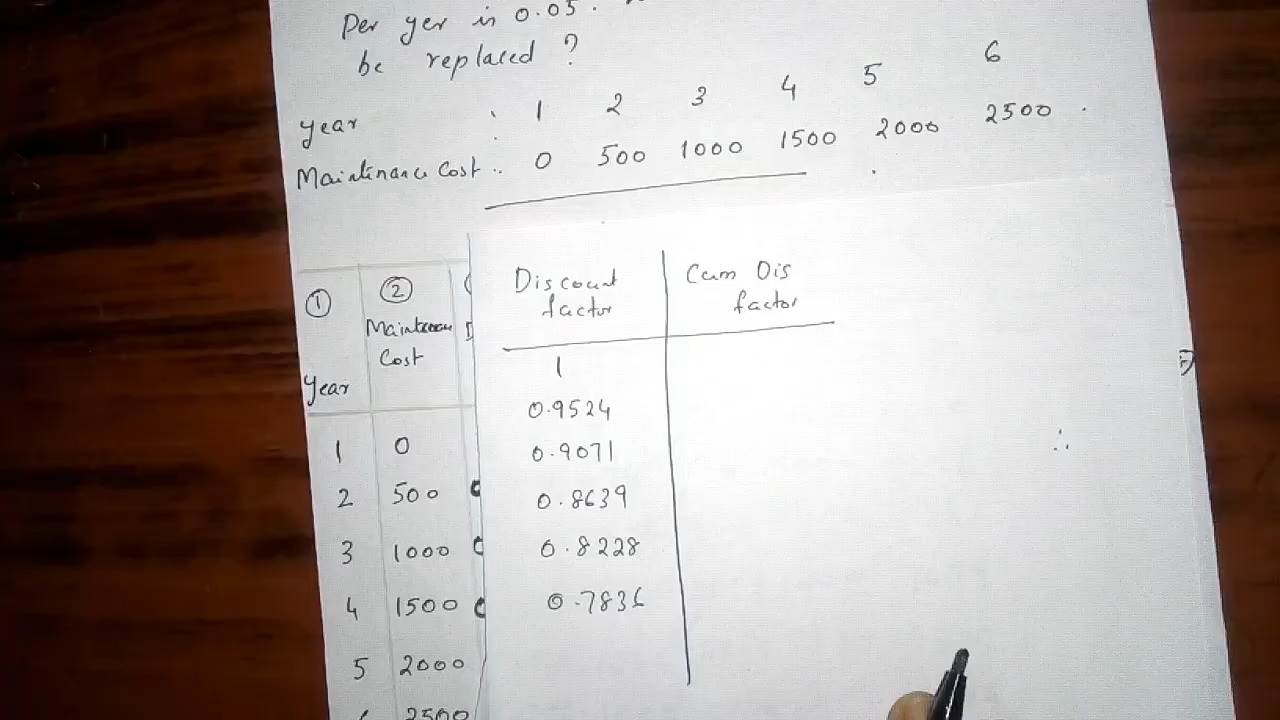 Per yer is 0.05.
be replaced ?
year : 1 2 3 4 5 6
Maintinance Cost .. 0 500 1000 1500 2000 2500 .
① ② Discount Cum Dis
factor factor
Cost
Year
1
0.9524
0.9071
0.8639
0.8228
0.7836
1 0
2 500
3 1000
4 1500
5 2000
2500
∴